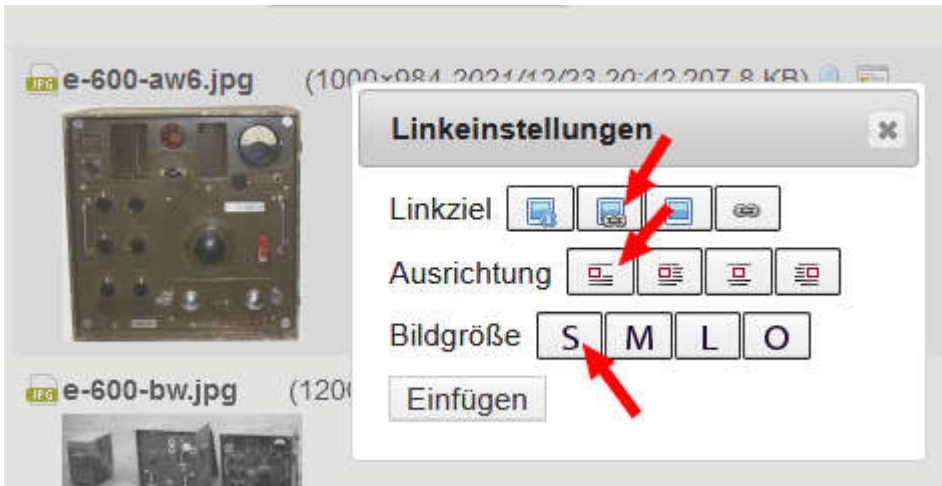 e-600-aw6.jpg (1000×984 2021/12/23 20:42 207.8 KB)
Linkeinstellungen
Linkziel
Ausrichtung
Bildgröße S M L O
e-600-bw.jpg (1200
Einfügen